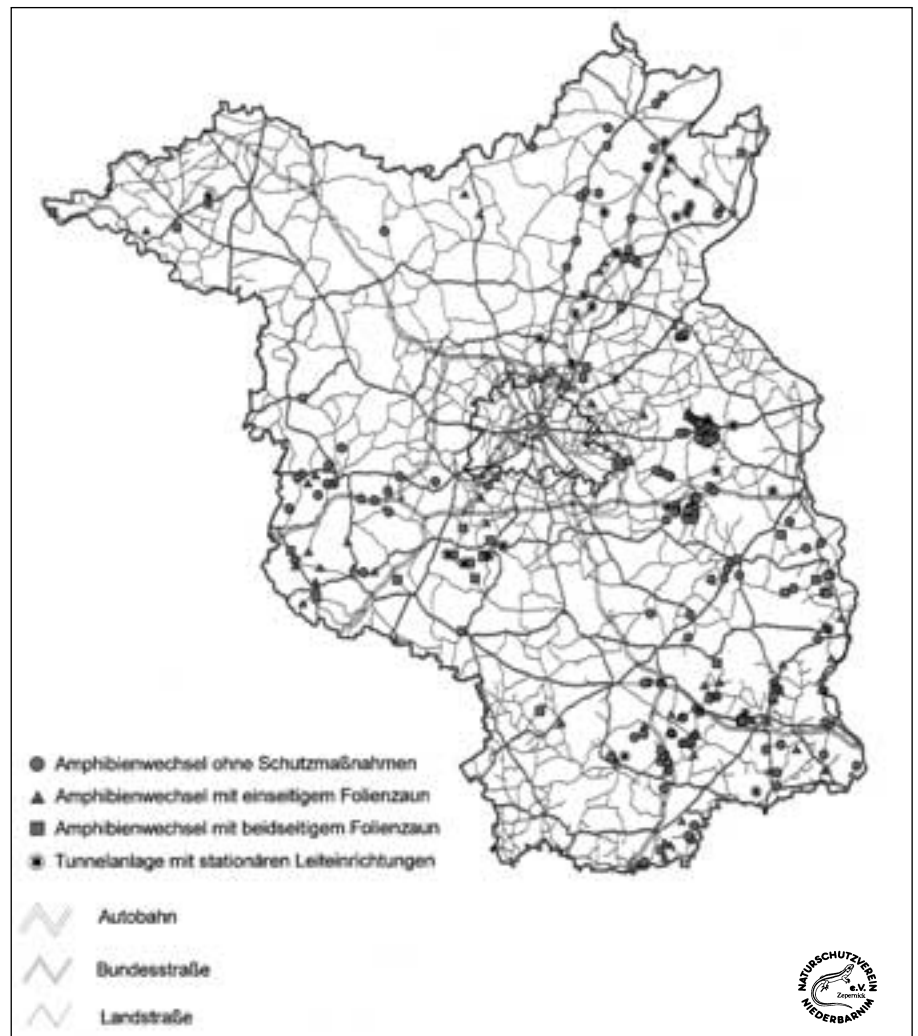 Amphibienwechsel ohne Schutzmaßnahmen
Amphibienwechsel mit einseitigem Folienzaun
Amphibienwechsel mit beidseitigem Folienzaun
Tunnelanlage mit stationären Leiteinrichtungen
Autobahn
Bundesstraße
Landstraße
NATURSCHUTZVEREIN
e.V.
Zepernick
NIEDERBARNIM